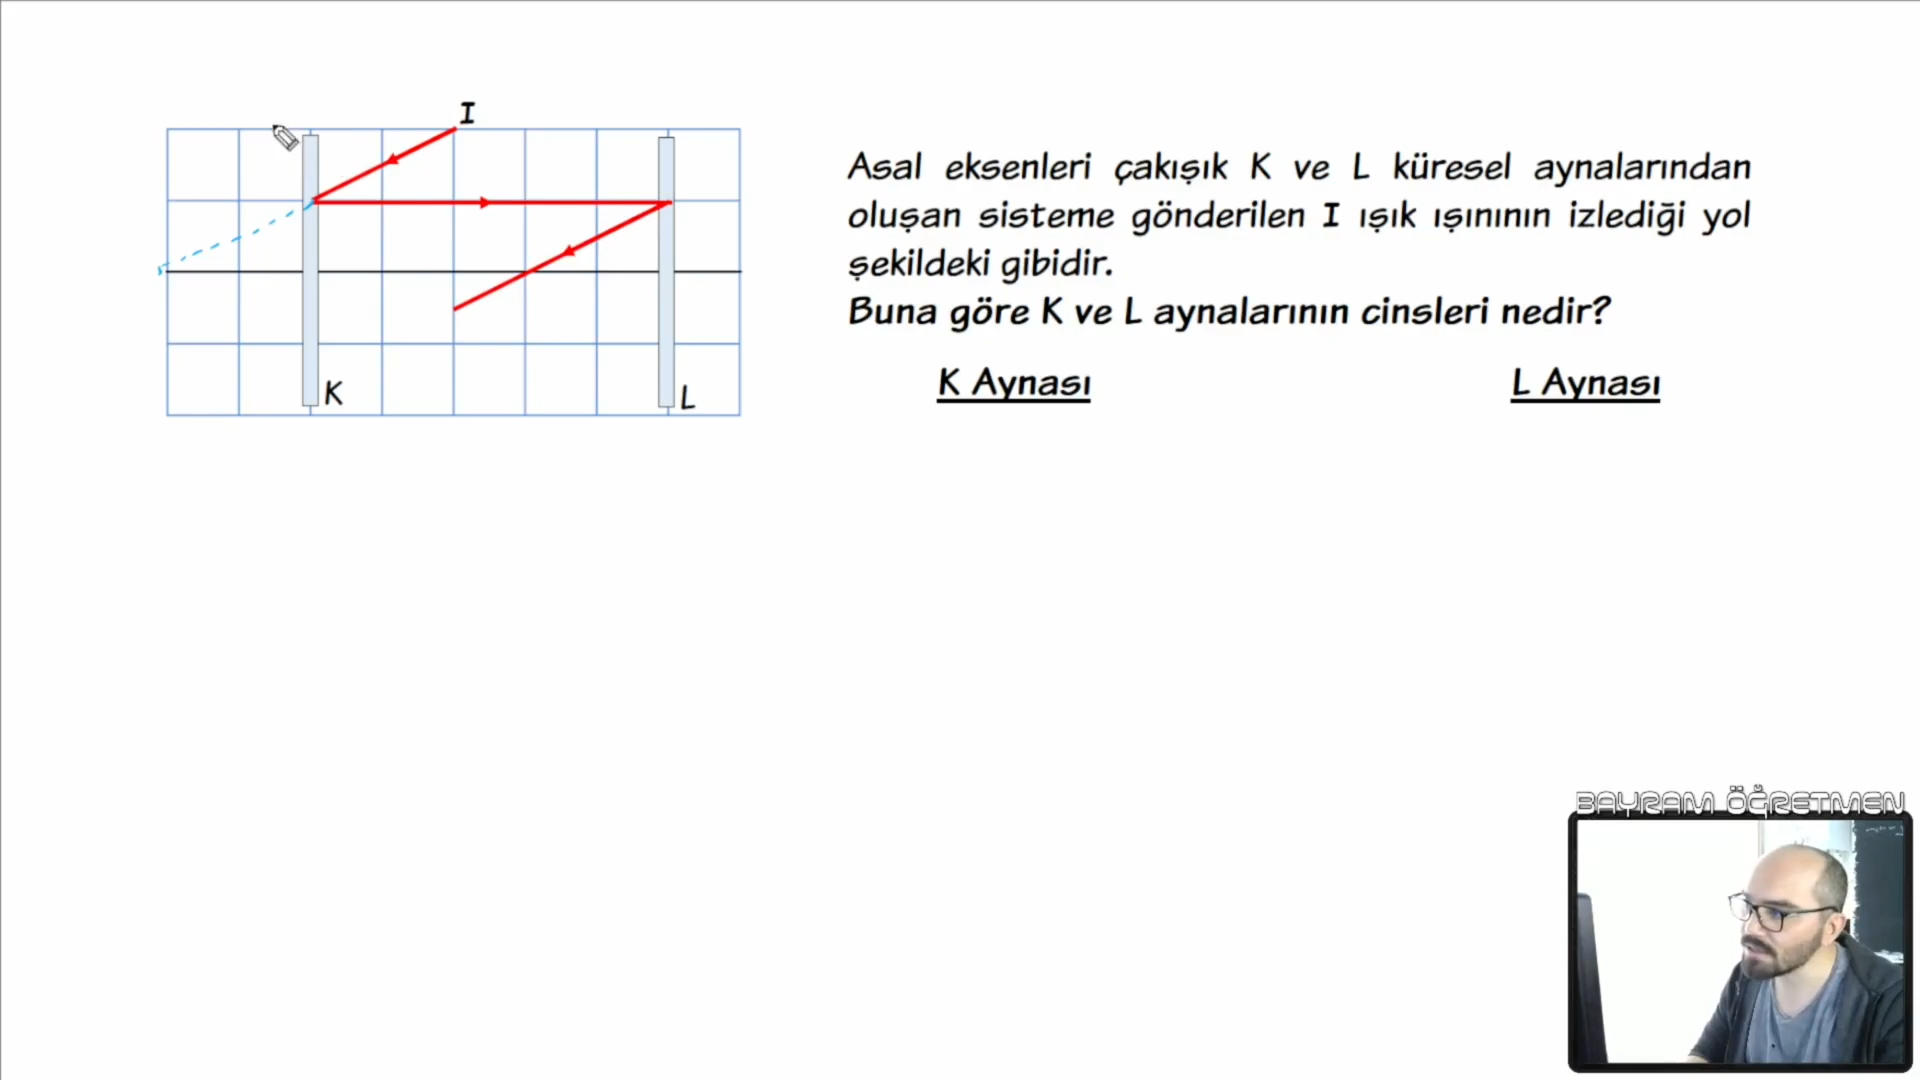 I
Asal eksenleri çakışık K ve L küresel aynalarından
oluşan sisteme gönderilen I ışık ışınının izlediği yol
şekildeki gibidir.
Buna göre K ve L aynalarının cinsleri nedir?
K Aynası L Aynası
K
L
BAYRAM ÖĞRETMEN